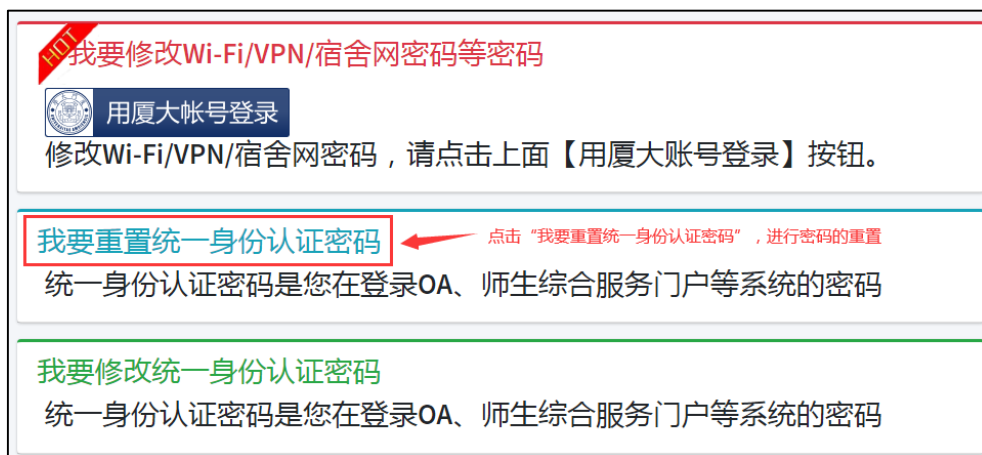 HOT
我要修改Wi-Fi/VPN/宿舍网密码等密码
用厦大帐号登录
修改Wi-Fi/VPN/宿舍网密码，请点击上面【用厦大账号登录】按钮。
我要重置统一身份认证密码
点击“我要重置统一身份认证密码”，进行密码的重置
统一身份认证密码是您在登录OA、师生综合服务门户等系统的密码
我要修改统一身份认证密码
统一身份认证密码是您在登录OA、师生综合服务门户等系统的密码